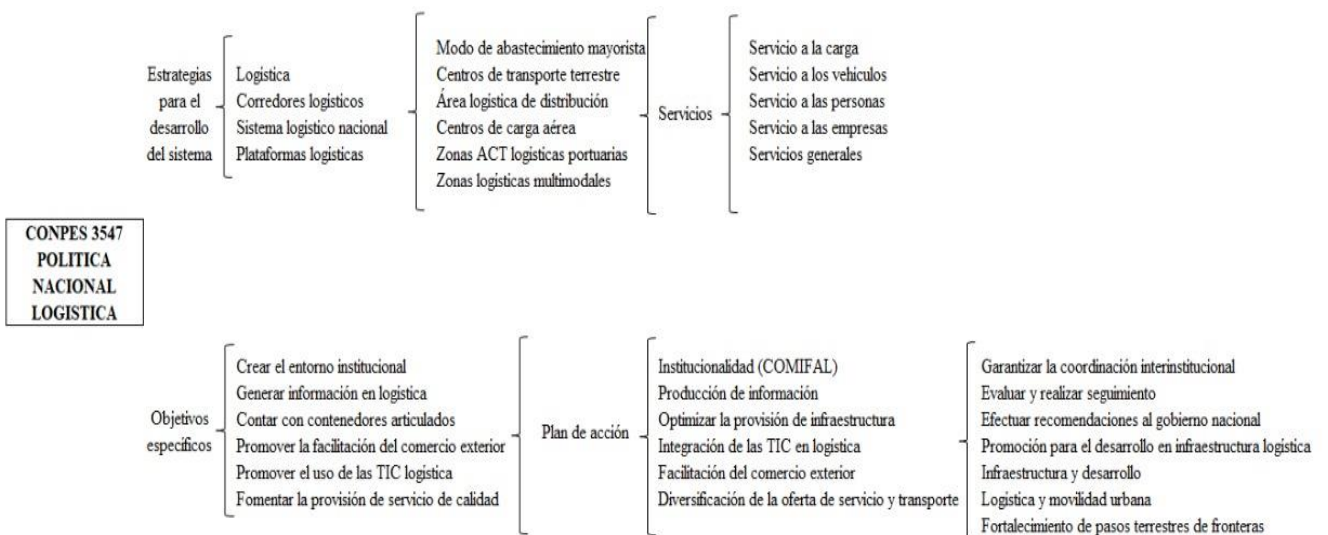 Estrategias
para el
desarrollo
del sistema
Logistica
Corredores logisticos
Sistema logistico nacional
Plataformas logisticas
Modo de abastecimiento mayorista
Centros de transporte terrestre
Área logística de distribución
Centros de carga aérea
Zonas ACT logisticas portuarias
Zonas logisticas multimodales
Servicios
Servicio a la carga
Servicio a los vehículos
Servicio a las personas
Servicio a las empresas
Servicios generales
CONPES 3547
POLITICA
NACIONAL
LOGISTICA
Objetivos
específicos
Crear el entorno institucional
Generar información en logística
Contar con contenedores articulados
Promover la facilitación del comercio exterior
Promover el uso de las TIC logística
Fomentar la provisión de servicio de calidad
Plan de acción
Institucionalidad (COMIFAL)
Producción de información
Optimizar la provisión de infraestructura
Integración de las TIC en logística
Facilitación del comercio exterior
Diversificación de la oferta de servicio y transporte
Garantizar la coordinación interinstitucional
Evaluar y realizar seguimiento
Efectuar recomendaciones al gobierno nacional
Promoción para el desarrollo en infraestructura logistica
Infraestructura y desarrollo
Logística y movilidad urbana
Fortalecimiento de pasos terrestres de fronteras